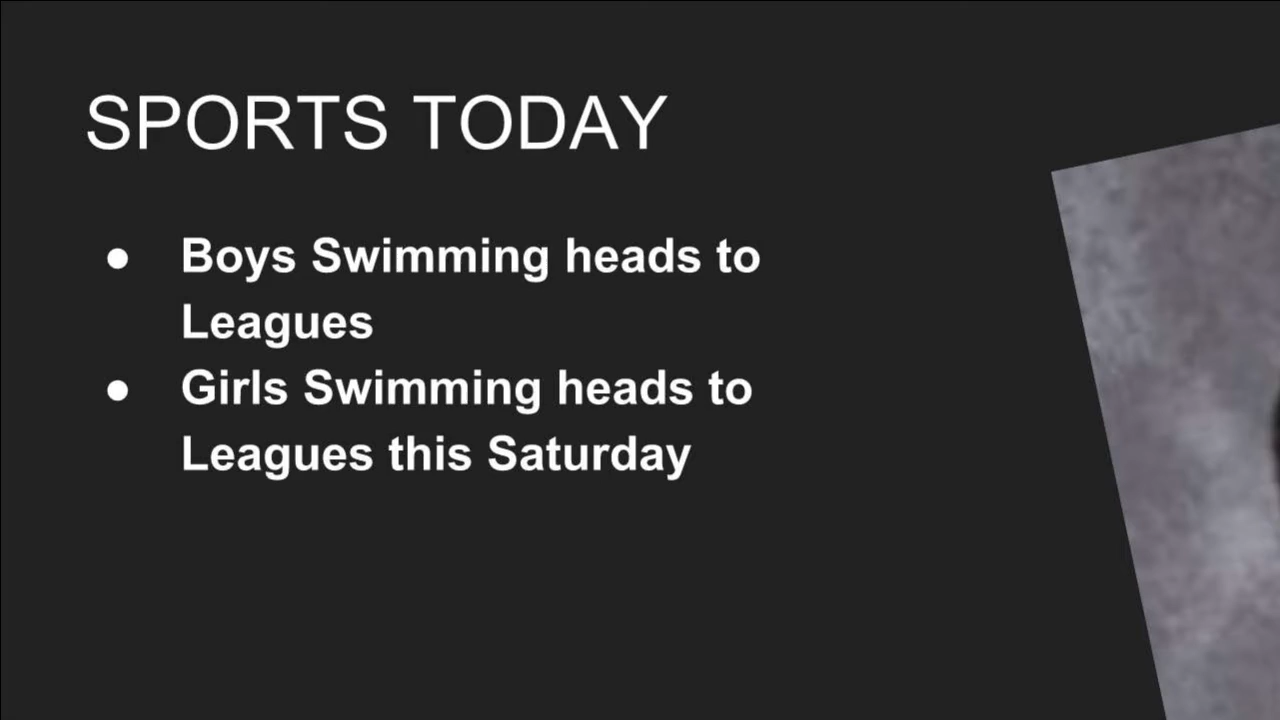 SPORTS TODAY
● Boys Swimming heads to
Leagues
● Girls Swimming heads to
Leagues this Saturday